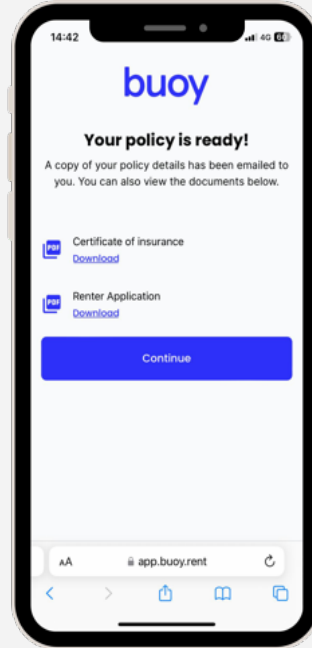 14:42
4G 66
buoy
Your policy is ready!
A copy of your policy details has been emailed to
you. You can also view the documents below.
PDF
Certificate of insurance
Download
PDF
Renter Application
Download
Continue
AA
app.buoy.rent